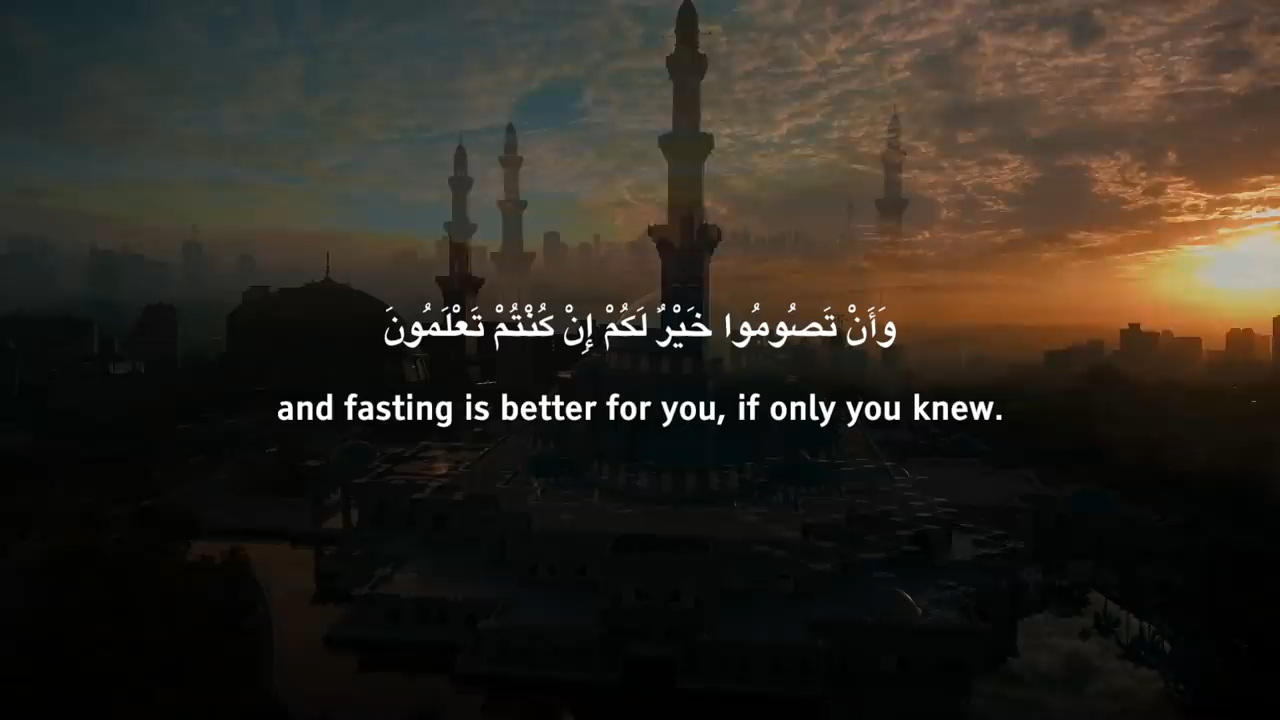 وَأَنْ تَصُومُوا خَيْرٌ لَكُمْ إِنْ كُنْتُمْ تَعْلَمُونَ
and fasting is better for you, if only you knew.